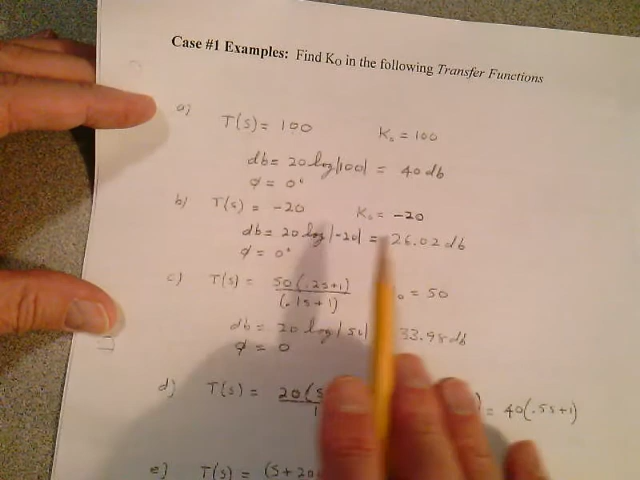 Case #1 Examples: Find Ko in the following Transfer Functions
a) T(s) = 100 Ko = 100
db = 20 log|100| = 40 db
φ = 0°
b) T(s) = -20 Ko = -20
db = 20 log|-20| = 26.02 db
φ = 0°
c) T(s) = 50(.2s+1) / (.1s+1) o = 50
db = 20 log|50| 33.98 db
φ = 0
d) T(s) = 20(s ) = 40(.5s+1)
e) T(s) = (s+20